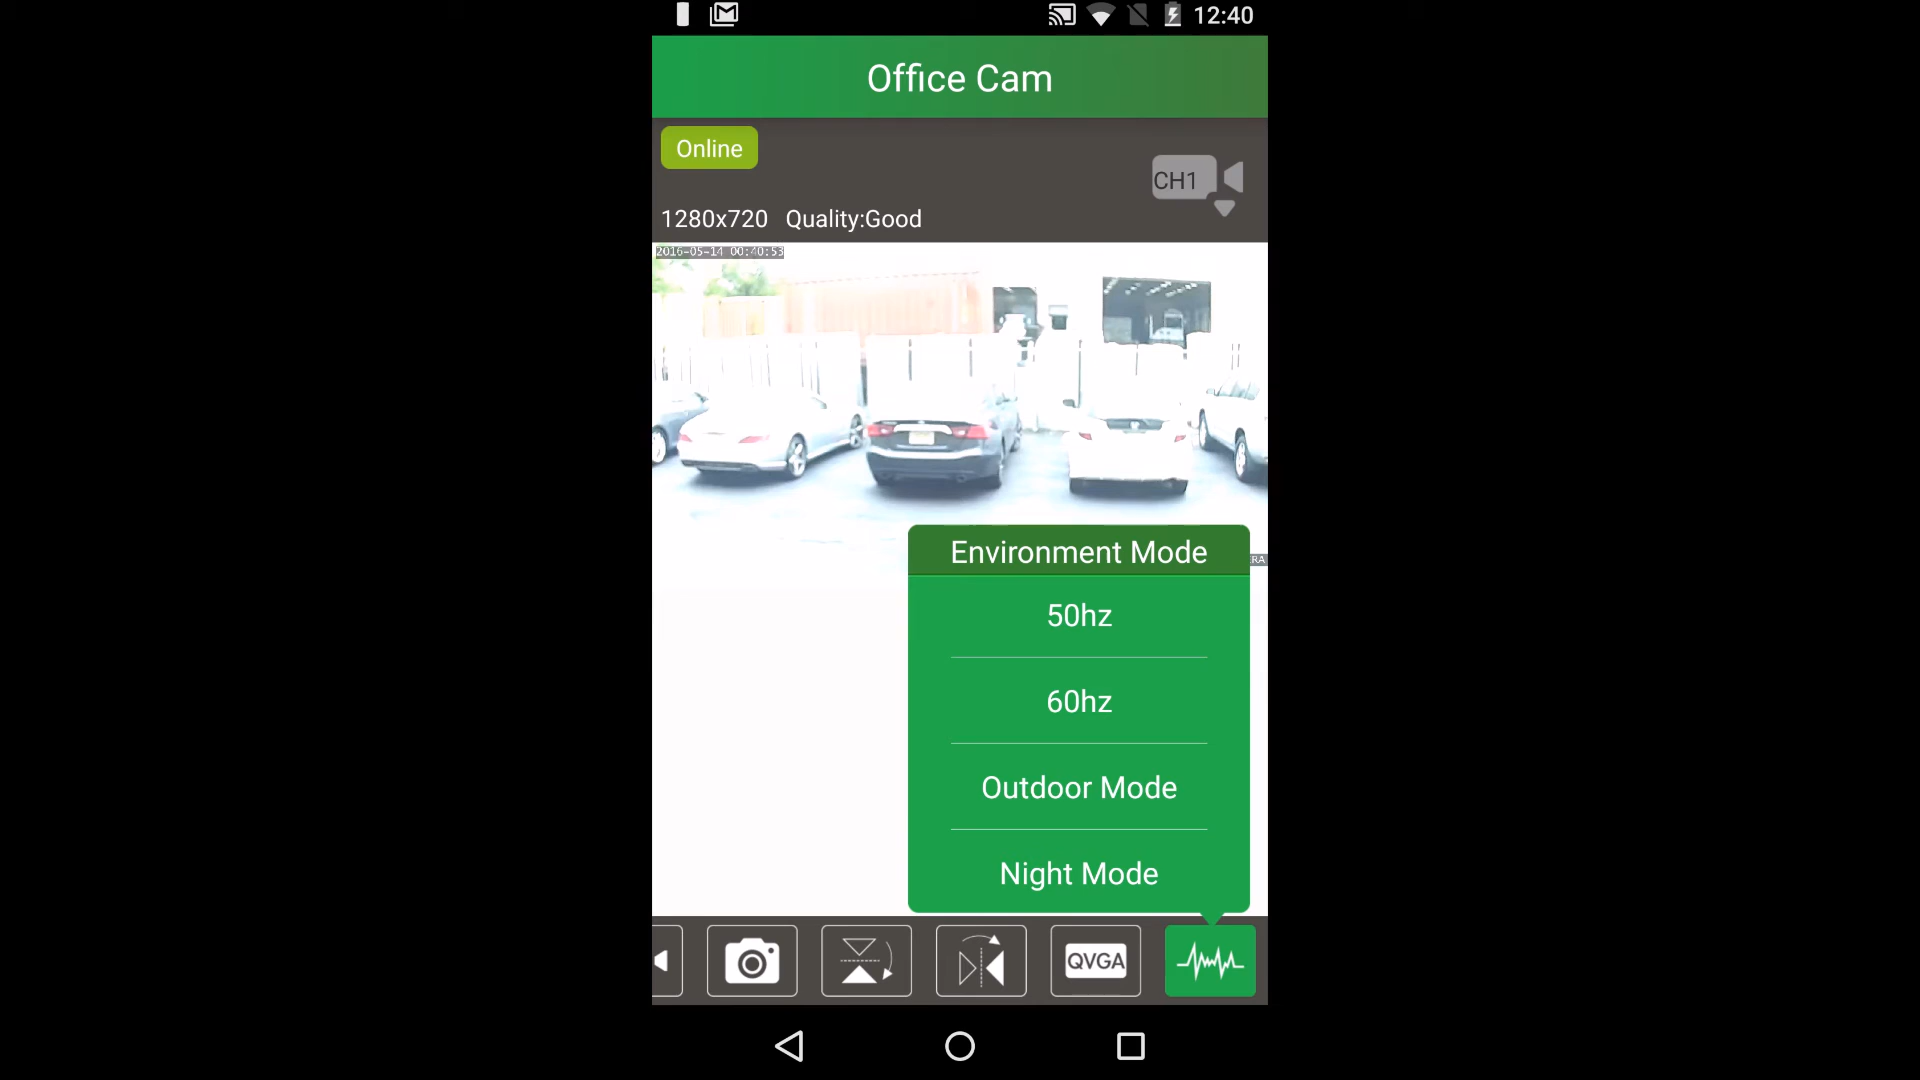 12:40
Office Cam
Online
CH1
1280x720 Quality:Good
2016-05-14 00:40:53
Environment Mode
RA
50hz
60hz
Outdoor Mode
Night Mode
QVGA